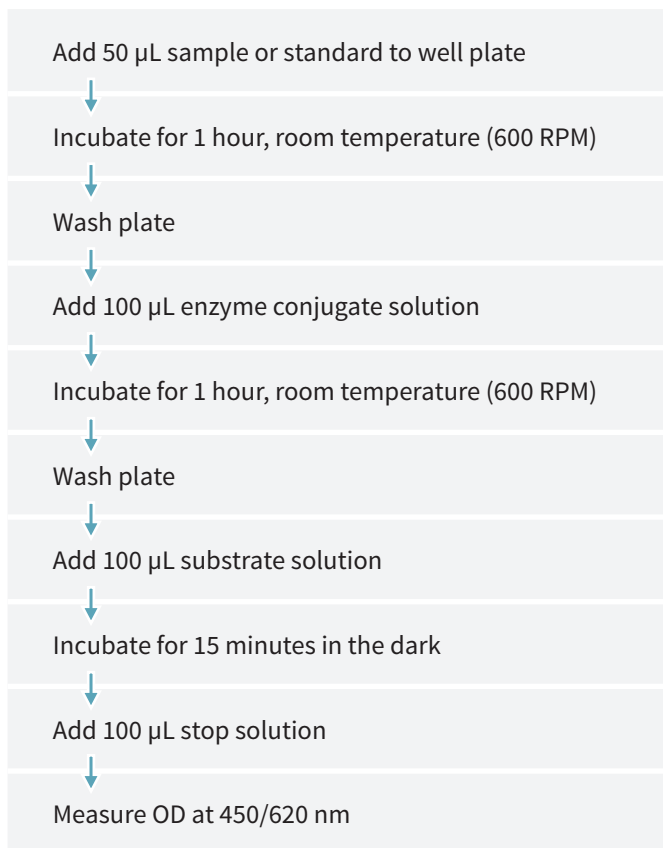 Add 50 µL sample or standard to well plate
Incubate for 1 hour, room temperature (600 RPM)
Wash plate
Add 100 µL enzyme conjugate solution
Incubate for 1 hour, room temperature (600 RPM)
Wash plate
Add 100 µL substrate solution
Incubate for 15 minutes in the dark
Add 100 µL stop solution
Measure OD at 450/620 nm